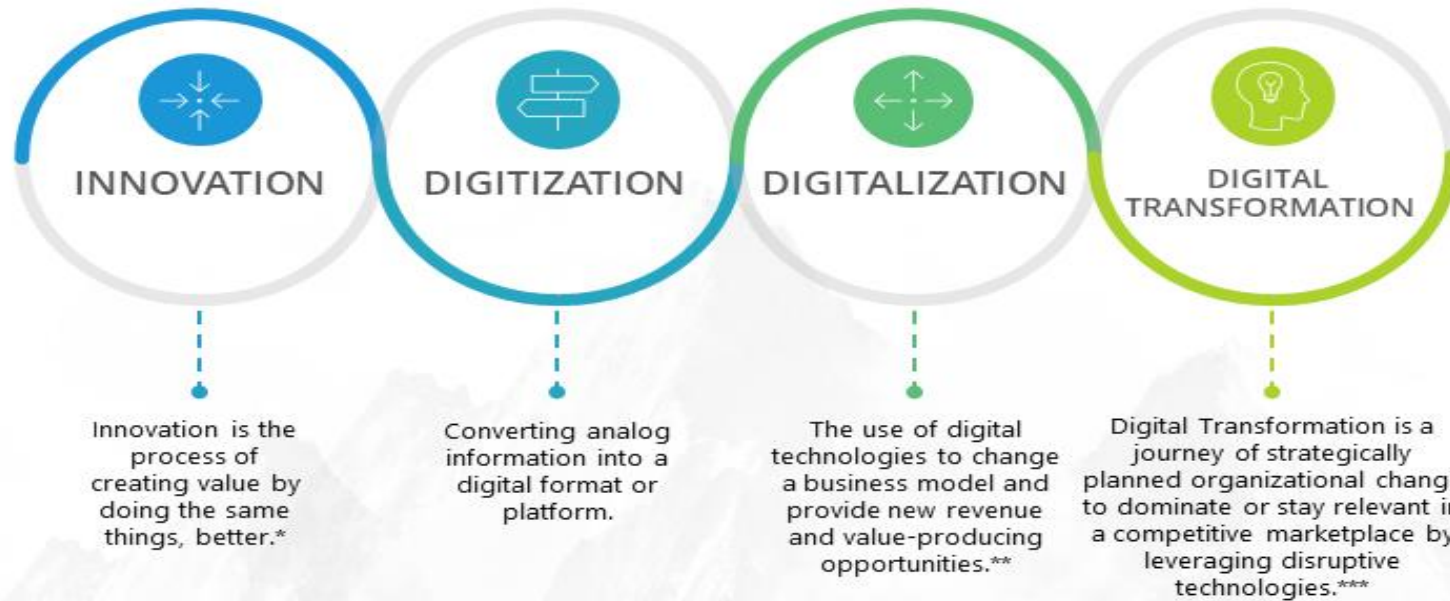 INNOVATION
DIGITIZATION
DIGITALIZATION
DIGITAL
TRANSFORMATION
Innovation is the
process of
creating value by
doing the same
things, better.*
Converting analog
information into a
digital format or
platform.
The use of digital
technologies to change
a business model and
provide new revenue
and value-producing
opportunities.**
Digital Transformation is a
journey of strategically
planned organizational change
to dominate or stay relevant in
a competitive marketplace by
leveraging disruptive
technologies.***